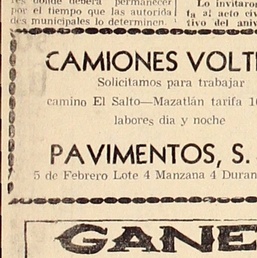 donde deberá permanecer
por el tiempo que las autorida
des municipales lo determinen.
Lo invitaron
a al acto cív
tivo del aniv
CAMIONES VOLT
Solicitamos para trabajar
camino El Salto—Mazatlán tarifa 1
labores día y noche
PAVIMENTOS, S.
5 de Febrero Lote 4 Manzana 4 Duran
GANE